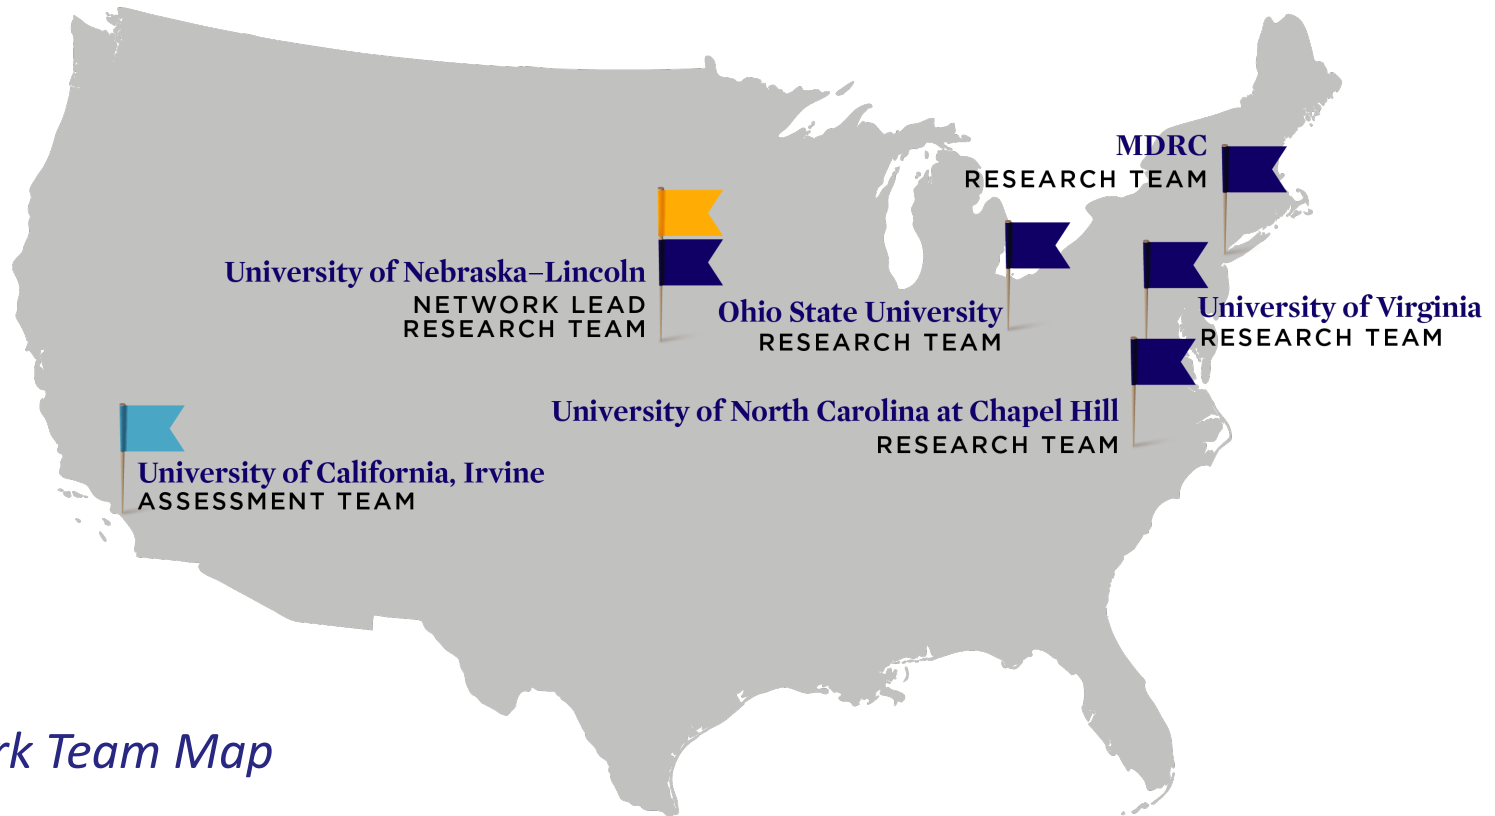 MDRC
RESEARCH TEAM
University of Nebraska–Lincoln
NETWORK LEAD
RESEARCH TEAM
Ohio State University
RESEARCH TEAM
University of Virginia
RESEARCH TEAM
University of North Carolina at Chapel Hill
RESEARCH TEAM
University of California, Irvine
ASSESSMENT TEAM
rk Team Map